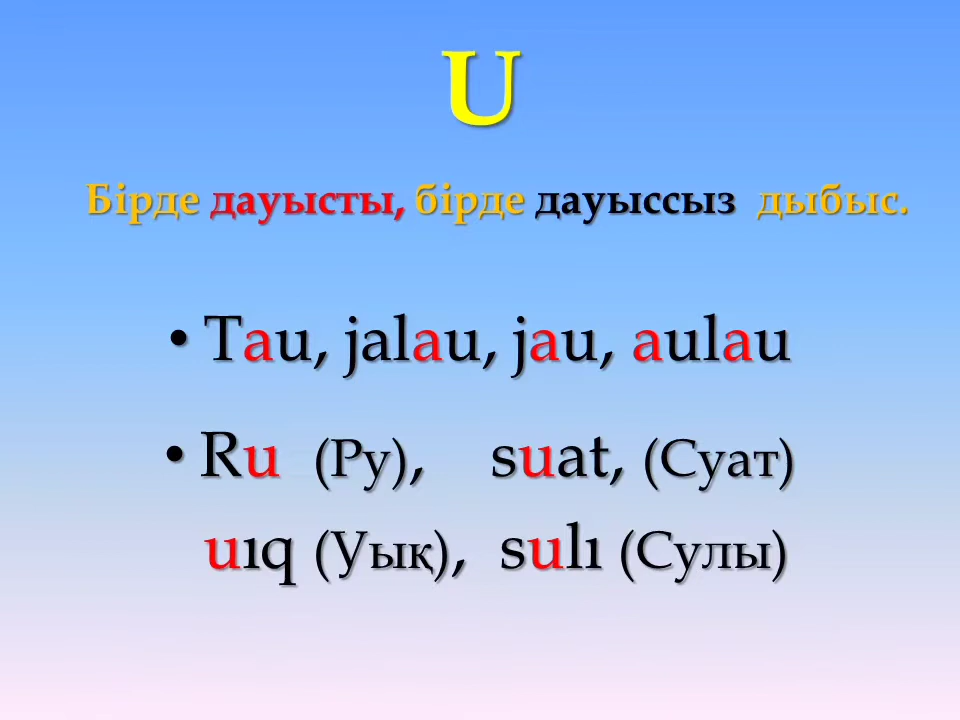 U
Бірде дауысты, бірде дауыссыз дыбыс.
• Tau, jalau, jau, aulau
• Ru (Ру), suat, (Суат)
uıq (Уық), sulı (Сулы)